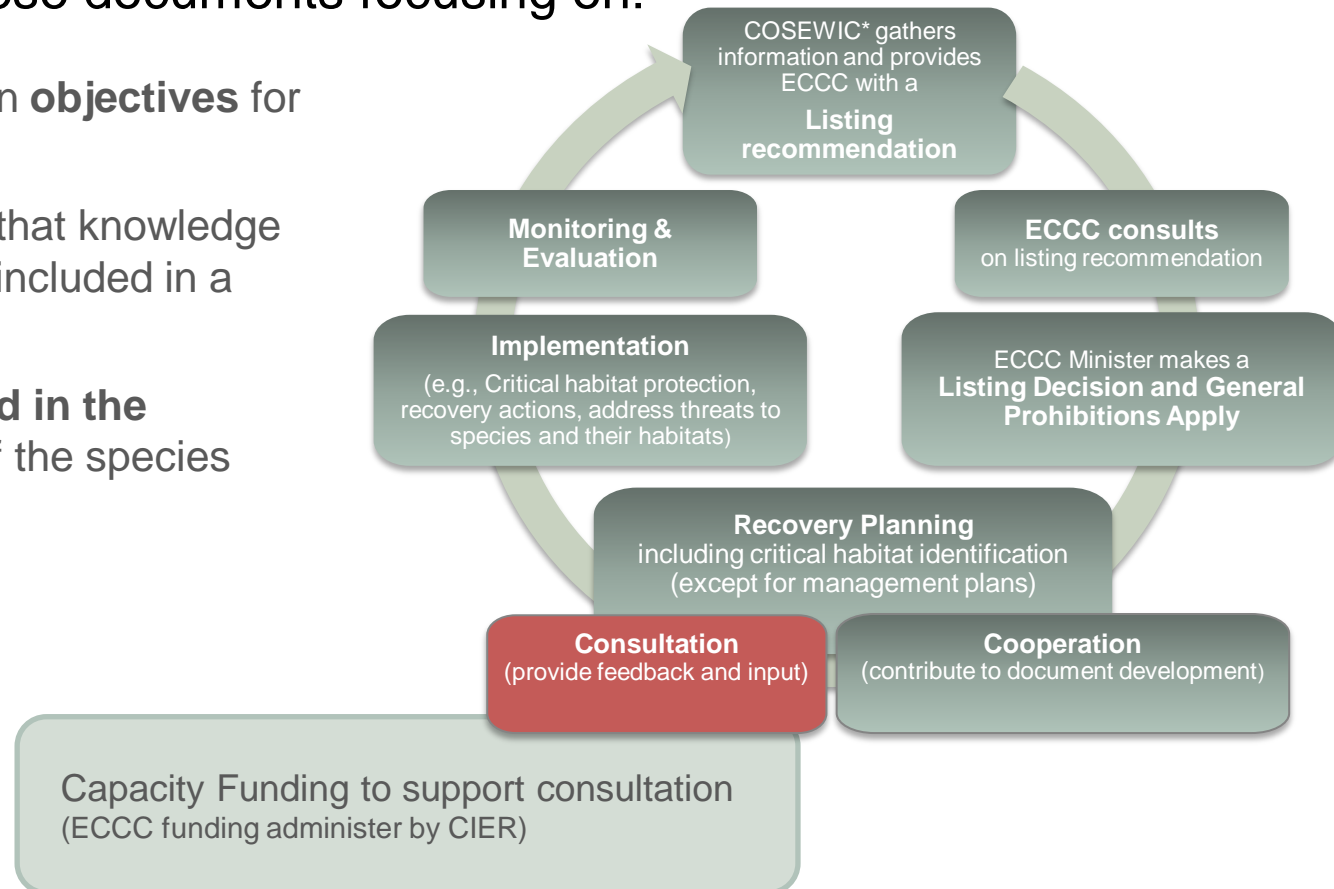 ose documents focusing on:
n objectives for
that knowledge
included in a
d in the
f the species
COSEWIC* gathers
information and provides
ECCC with a
Listing
recommendation
ECCC consults
on listing recommendation
ECCC Minister makes a
Listing Decision and General
Prohibitions Apply
Recovery Planning
including critical habitat identification
(except for management plans)
Consultation
(provide feedback and input)
Cooperation
(contribute to document development)
Implementation
(e.g., Critical habitat protection,
recovery actions, address threats to
species and their habitats)
Monitoring &
Evaluation
Capacity Funding to support consultation
(ECCC funding administer by CIER)